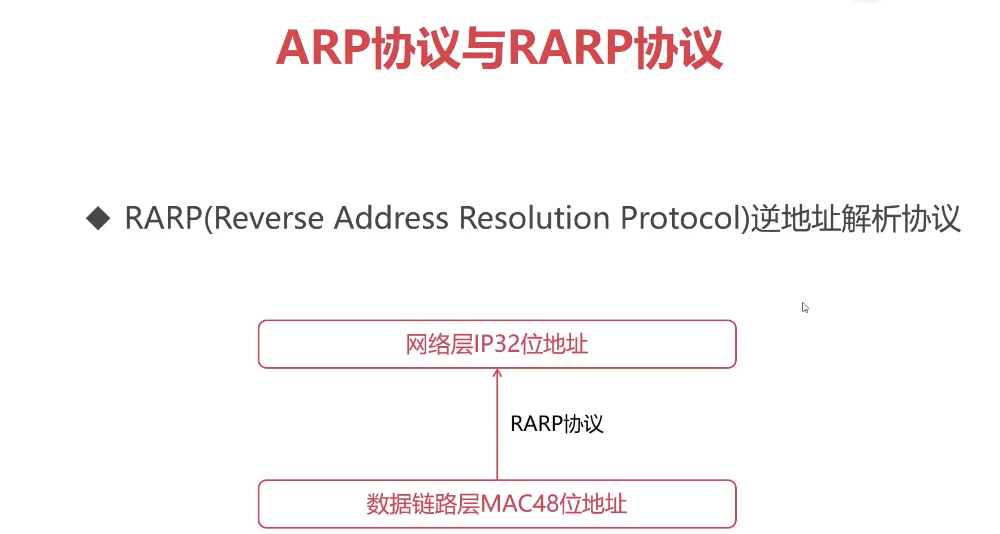 ARP协议与RARP协议
◆ RARP(Reverse Address Resolution Protocol)逆地址解析协议
网络层IP32位地址
RARP协议
数据链路层MAC48位地址